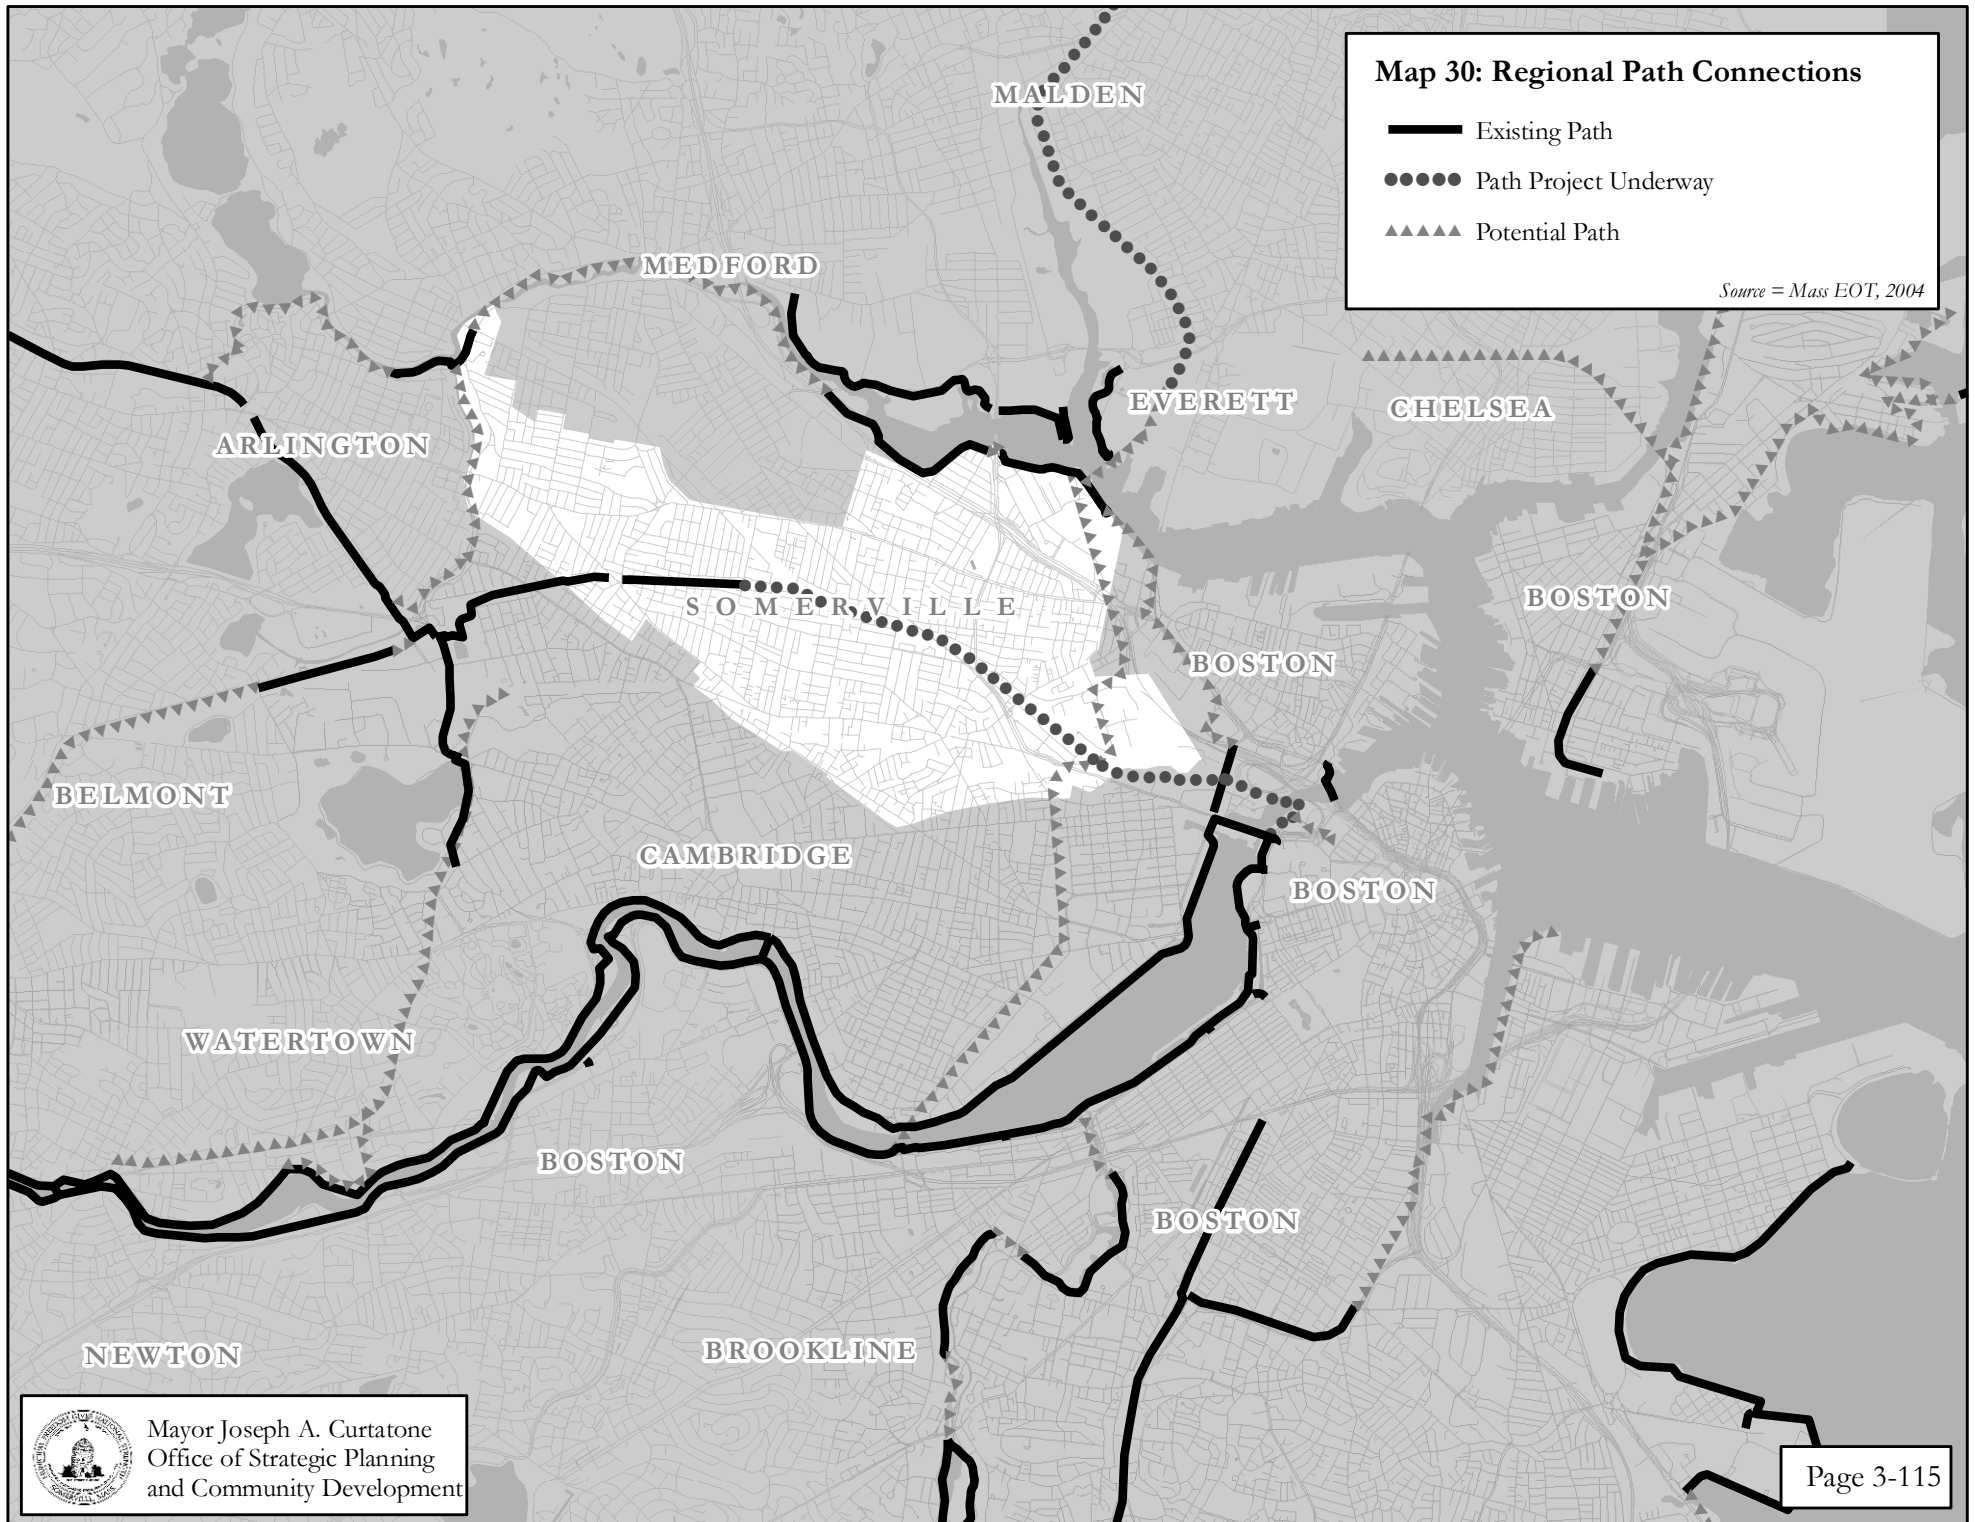 Map 30: Regional Path Connections
Existing Path
Path Project Underway
Potential Path
Source = Mass EOT, 2004
MALDEN
MEDFORD
EVERETT
CHELSEA
ARLINGTON
SOMERVILLE
BOSTON
BOSTON
BELMONT
CAMBRIDGE
BOSTON
WATERTOWN
BOSTON
BOSTON
NEWTON
BROOKLINE
Mayor Joseph A. Curtatone
Office of Strategic Planning
and Community Development
Page 3-115